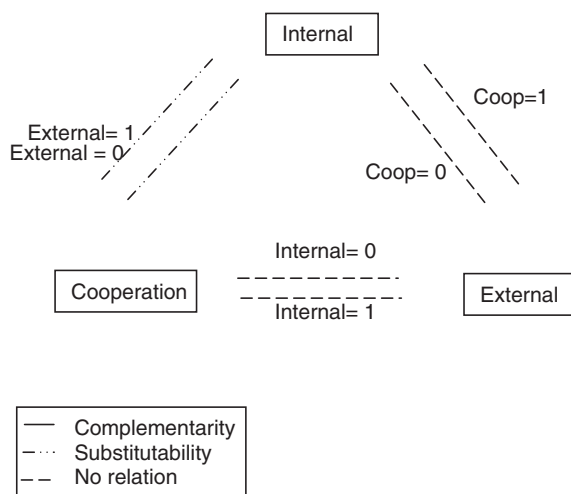 Internal
Coop=1
External= 1
External = 0
Coop= 0
Internal= 0
Cooperation
External
Internal= 1
Complementarity
Substitutability
No relation